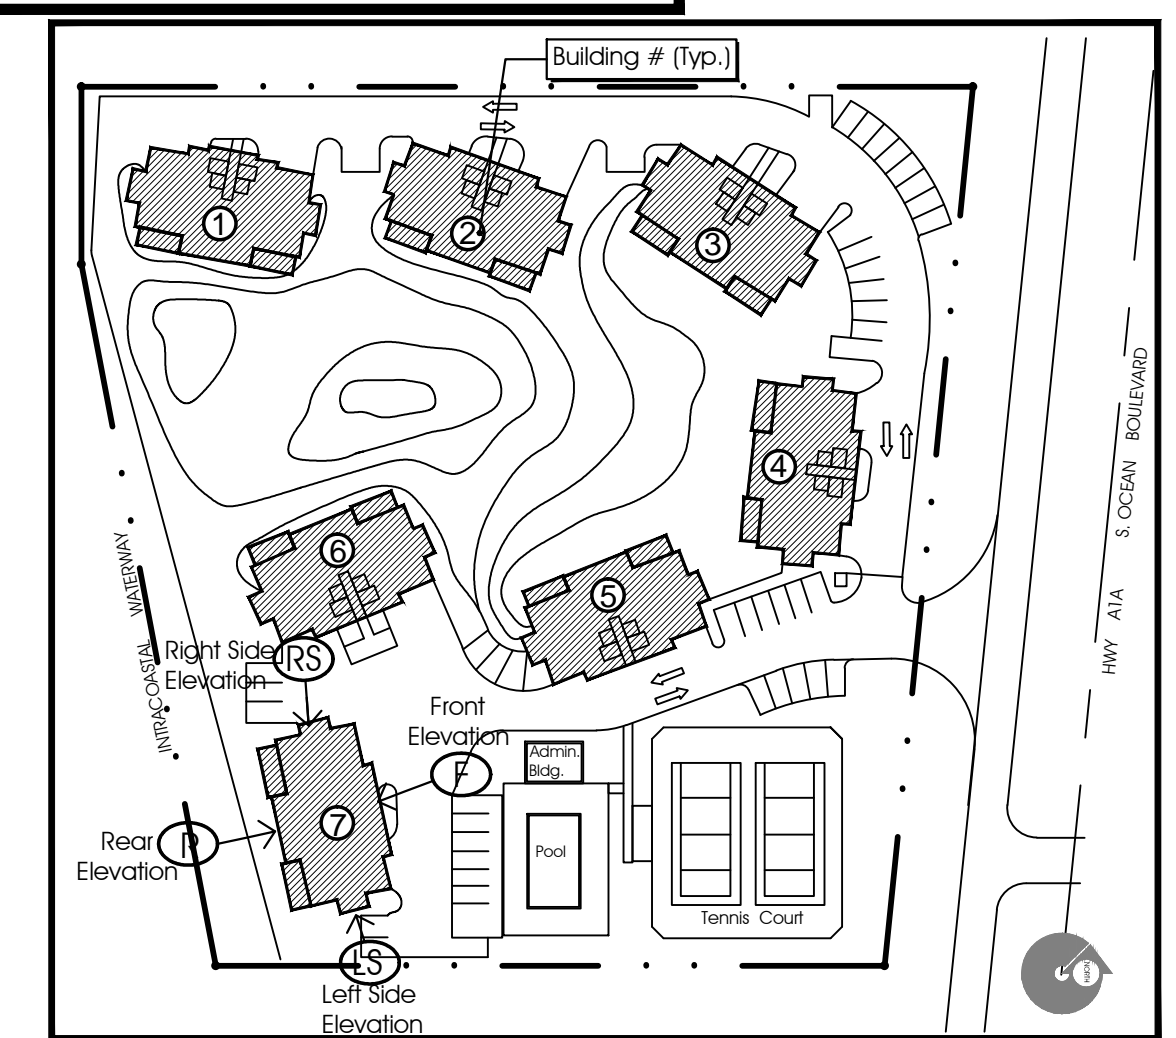 Building # (Typ.)
1
2
3
4
5
6
7
INTRACOASTAL WATERWAY
HWY A1A S. OCEAN BOULEVARD
Right Side
Elevation
RS
Front
Elevation
F
Admin.
Bldg.
Pool
Tennis Court
Rear
Elevation
R
LS
Left Side
Elevation
NORTH